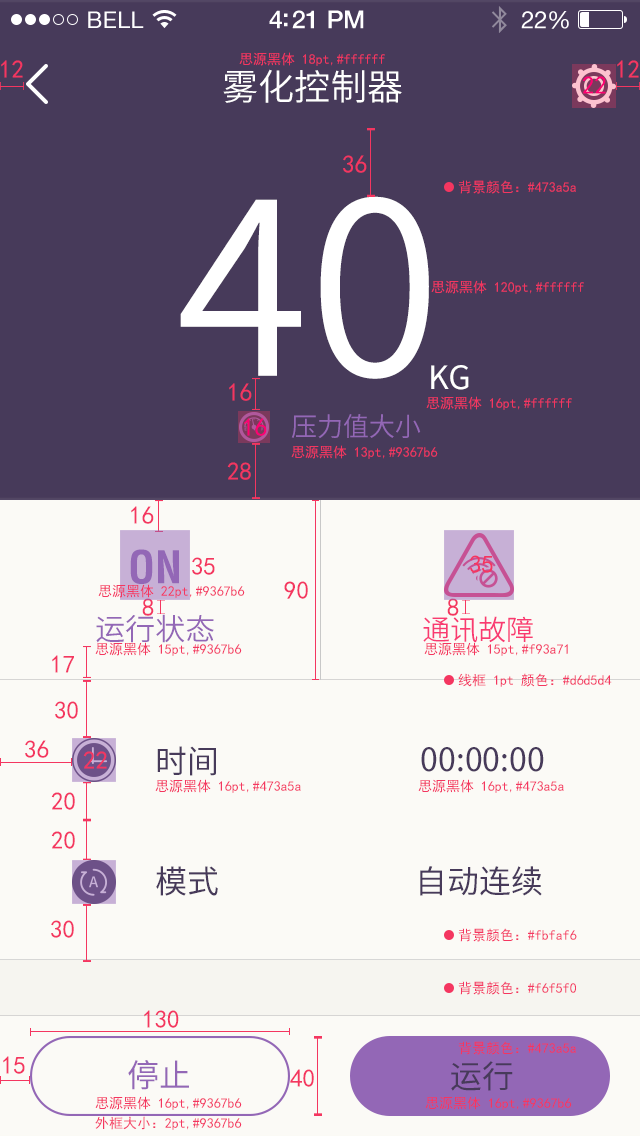 BELL 4:21 PM 22%
思源黑体 18pt,#ffffff
12 雾化控制器 22 12
36
背景颜色: #473a5a
40
思源黑体 120pt,#ffffff
KG
16
思源黑体 16pt,#ffffff
压力值大小
思源黑体 13pt,#9367b6
28
16
ON 35 35
90
思源黑体 22pt,#9367b6
8 8
运行状态 通讯故障
思源黑体 15pt,#9367b6 思源黑体 15pt,#f93a71
17
线框 1pt 颜色: #d6d5d4
30
36 22 时间 00:00:00
思源黑体 16pt,#473a5a 思源黑体 16pt,#473a5a
20
20
A 模式 自动连续
30
背景颜色: #fbfaf6
背景颜色: #f6f5f0
130
背景颜色: #473a5a
15 停止 40 运行
思源黑体 16pt,#9367b6 思源黑体 16pt,#9367b6
外框大小: 2pt,#9367b6